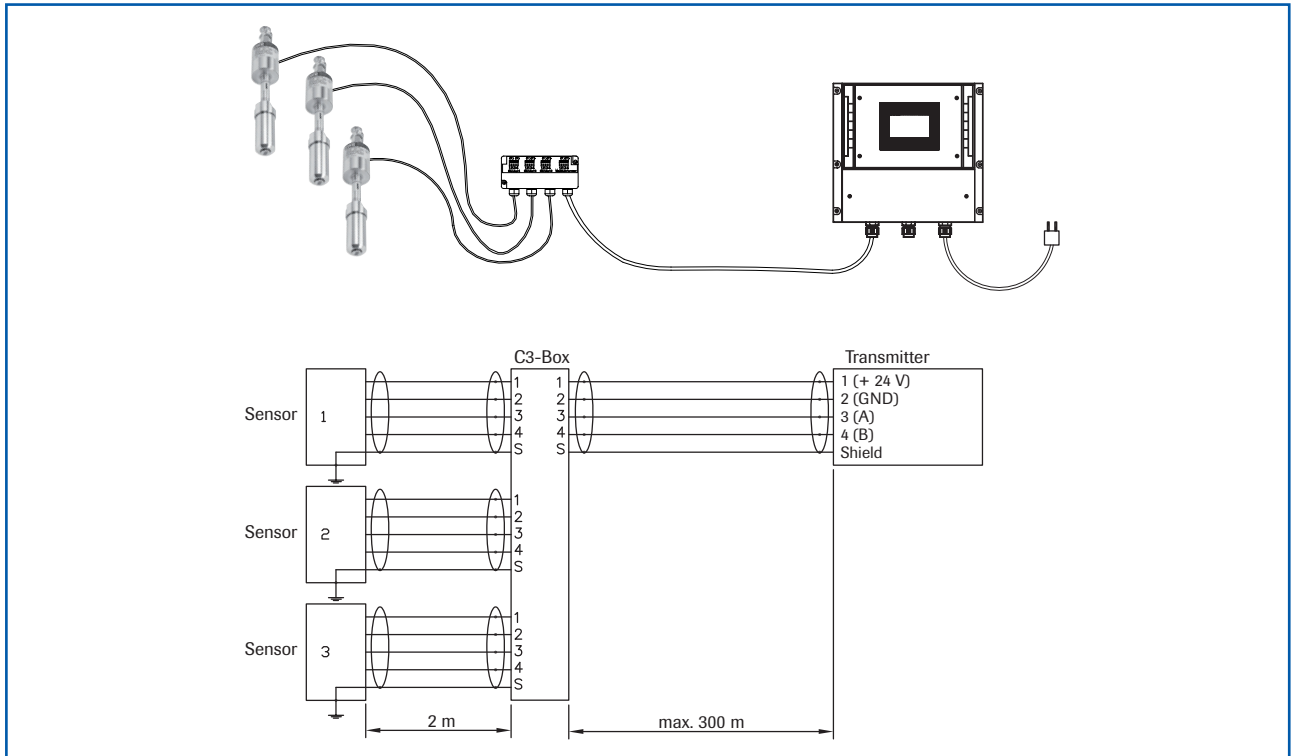 C3-Box
Transmitter
Sensor 1
1
2
3
4
S
1
2
3
4
S
1 (+ 24 V)
2 (GND)
3 (A)
4 (B)
Shield
Sensor 2
1
2
3
4
S
Sensor 3
1
2
3
4
S
2 m
max. 300 m